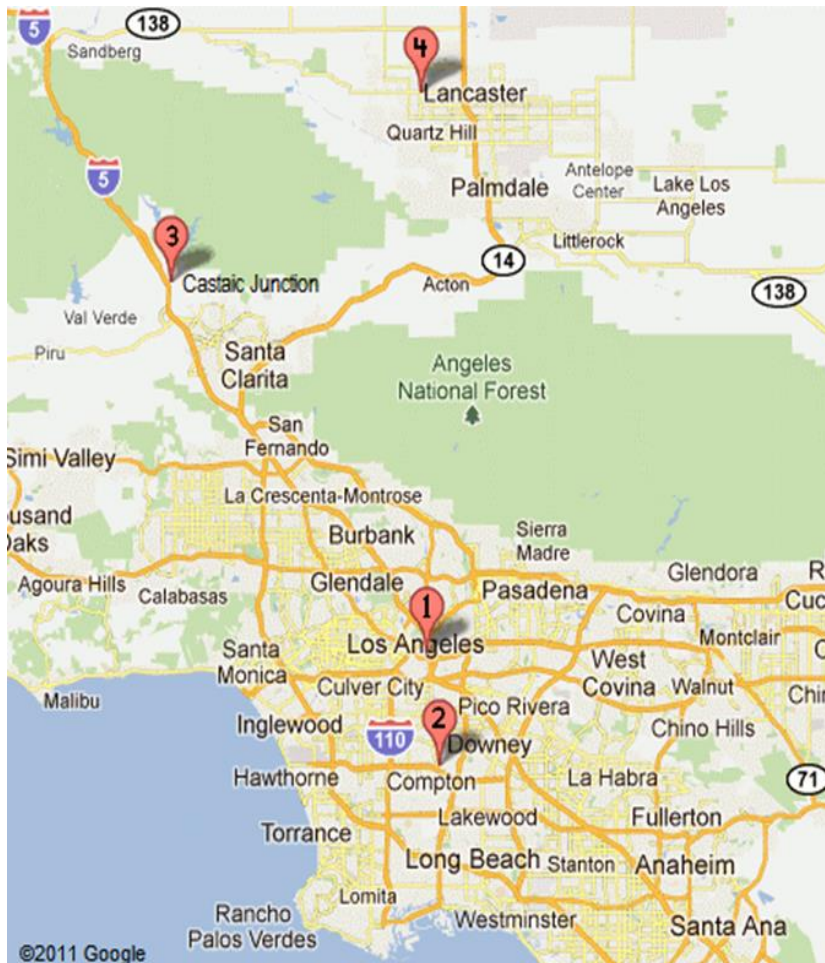 5
138
Sandberg
4
Lancaster
Quartz Hill
5
Antelope
Center
Lake Los
Angeles
Palmdale
3
Littlerock
14
Castaic Junction
Acton
138
Val Verde
Piru
Santa
Clarita
Angeles
National Forest
San
Fernando
Simi Valley
La Crescenta-Montrose
ousand
Oaks
Burbank
Sierra
Madre
Agoura Hills
Calabasas
Glendale
Pasadena
Glendora
R
Cuc
1
Covina
Los Angeles
Montclair
C
Santa
Monica
West
Covina
Culver City
Walnut
Chin
Malibu
2
Pico Rivera
Inglewood
Chino Hills
110
Downey
Hawthorne
Compton
La Habra
71
Lakewood
Fullerton
Torrance
Long Beach
Stanton
Anaheim
Lomita
Rancho
Palos Verdes
Westminster
Santa Ana
©2011 Google